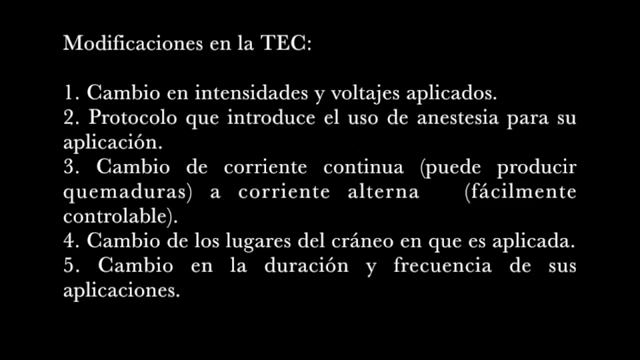 Modificaciones en la TEC:
1. Cambio en intensidades y voltajes aplicados.
2. Protocolo que introduce el uso de anestesia para su
aplicación.
3. Cambio de corriente continua (puede producir
quemaduras) a corriente alterna (fácilmente
controlable).
4. Cambio de los lugares del cráneo en que es aplicada.
5. Cambio en la duración y frecuencia de sus
aplicaciones.